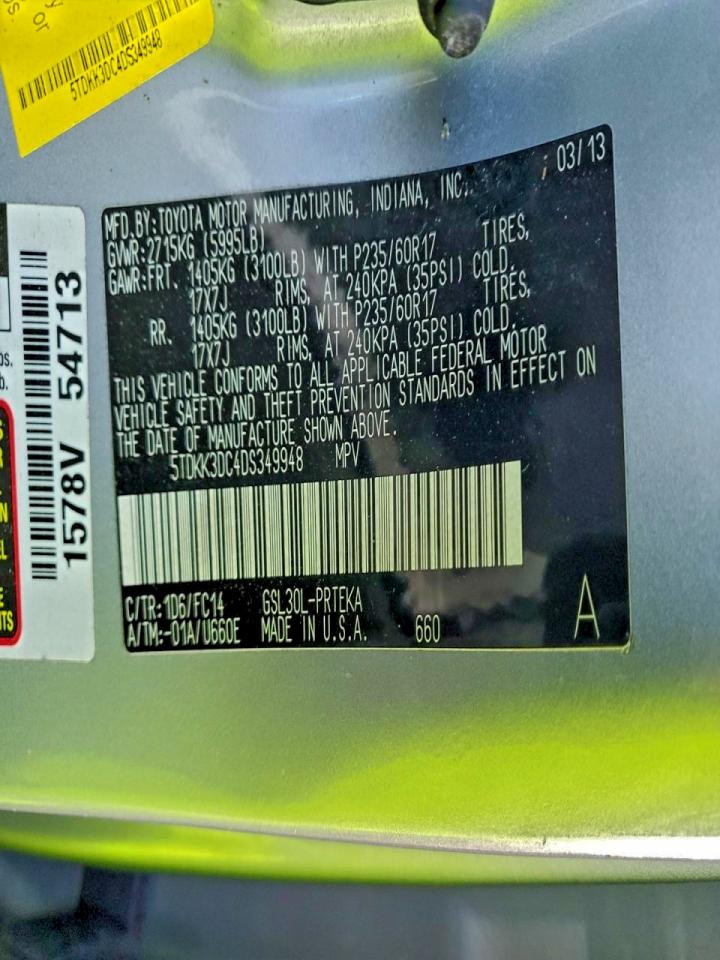 y or
5TDKK3DC4DS349948
03/13
MFD.BY:TOYOTA MOTOR MANUFACTURING, INDIANA, INC.
GVWR:2715KG (5995LB)
GAWR:FRT. 1405KG (3100LB) WITH P235/60R17 TIRES,
17X7J RIMS, AT 240KPA (35PSI) COLD.
RR. 1405KG (3100LB) WITH P235/60R17 TIRES,
17X7J RIMS, AT 240KPA (35PSI) COLD.
THIS VEHICLE CONFORMS TO ALL APPLICABLE FEDERAL MOTOR
VEHICLE SAFETY AND THEFT PREVENTION STANDARDS IN EFFECT ON
THE DATE OF MANUFACTURE SHOWN ABOVE.
5TDKK3DC4DS349948 MPV
C/TR:1D6/FC14 GSL30L-PRTEKA
A/TM:-01A/U660E MADE IN U.S.A. 660
A
1578V 54713